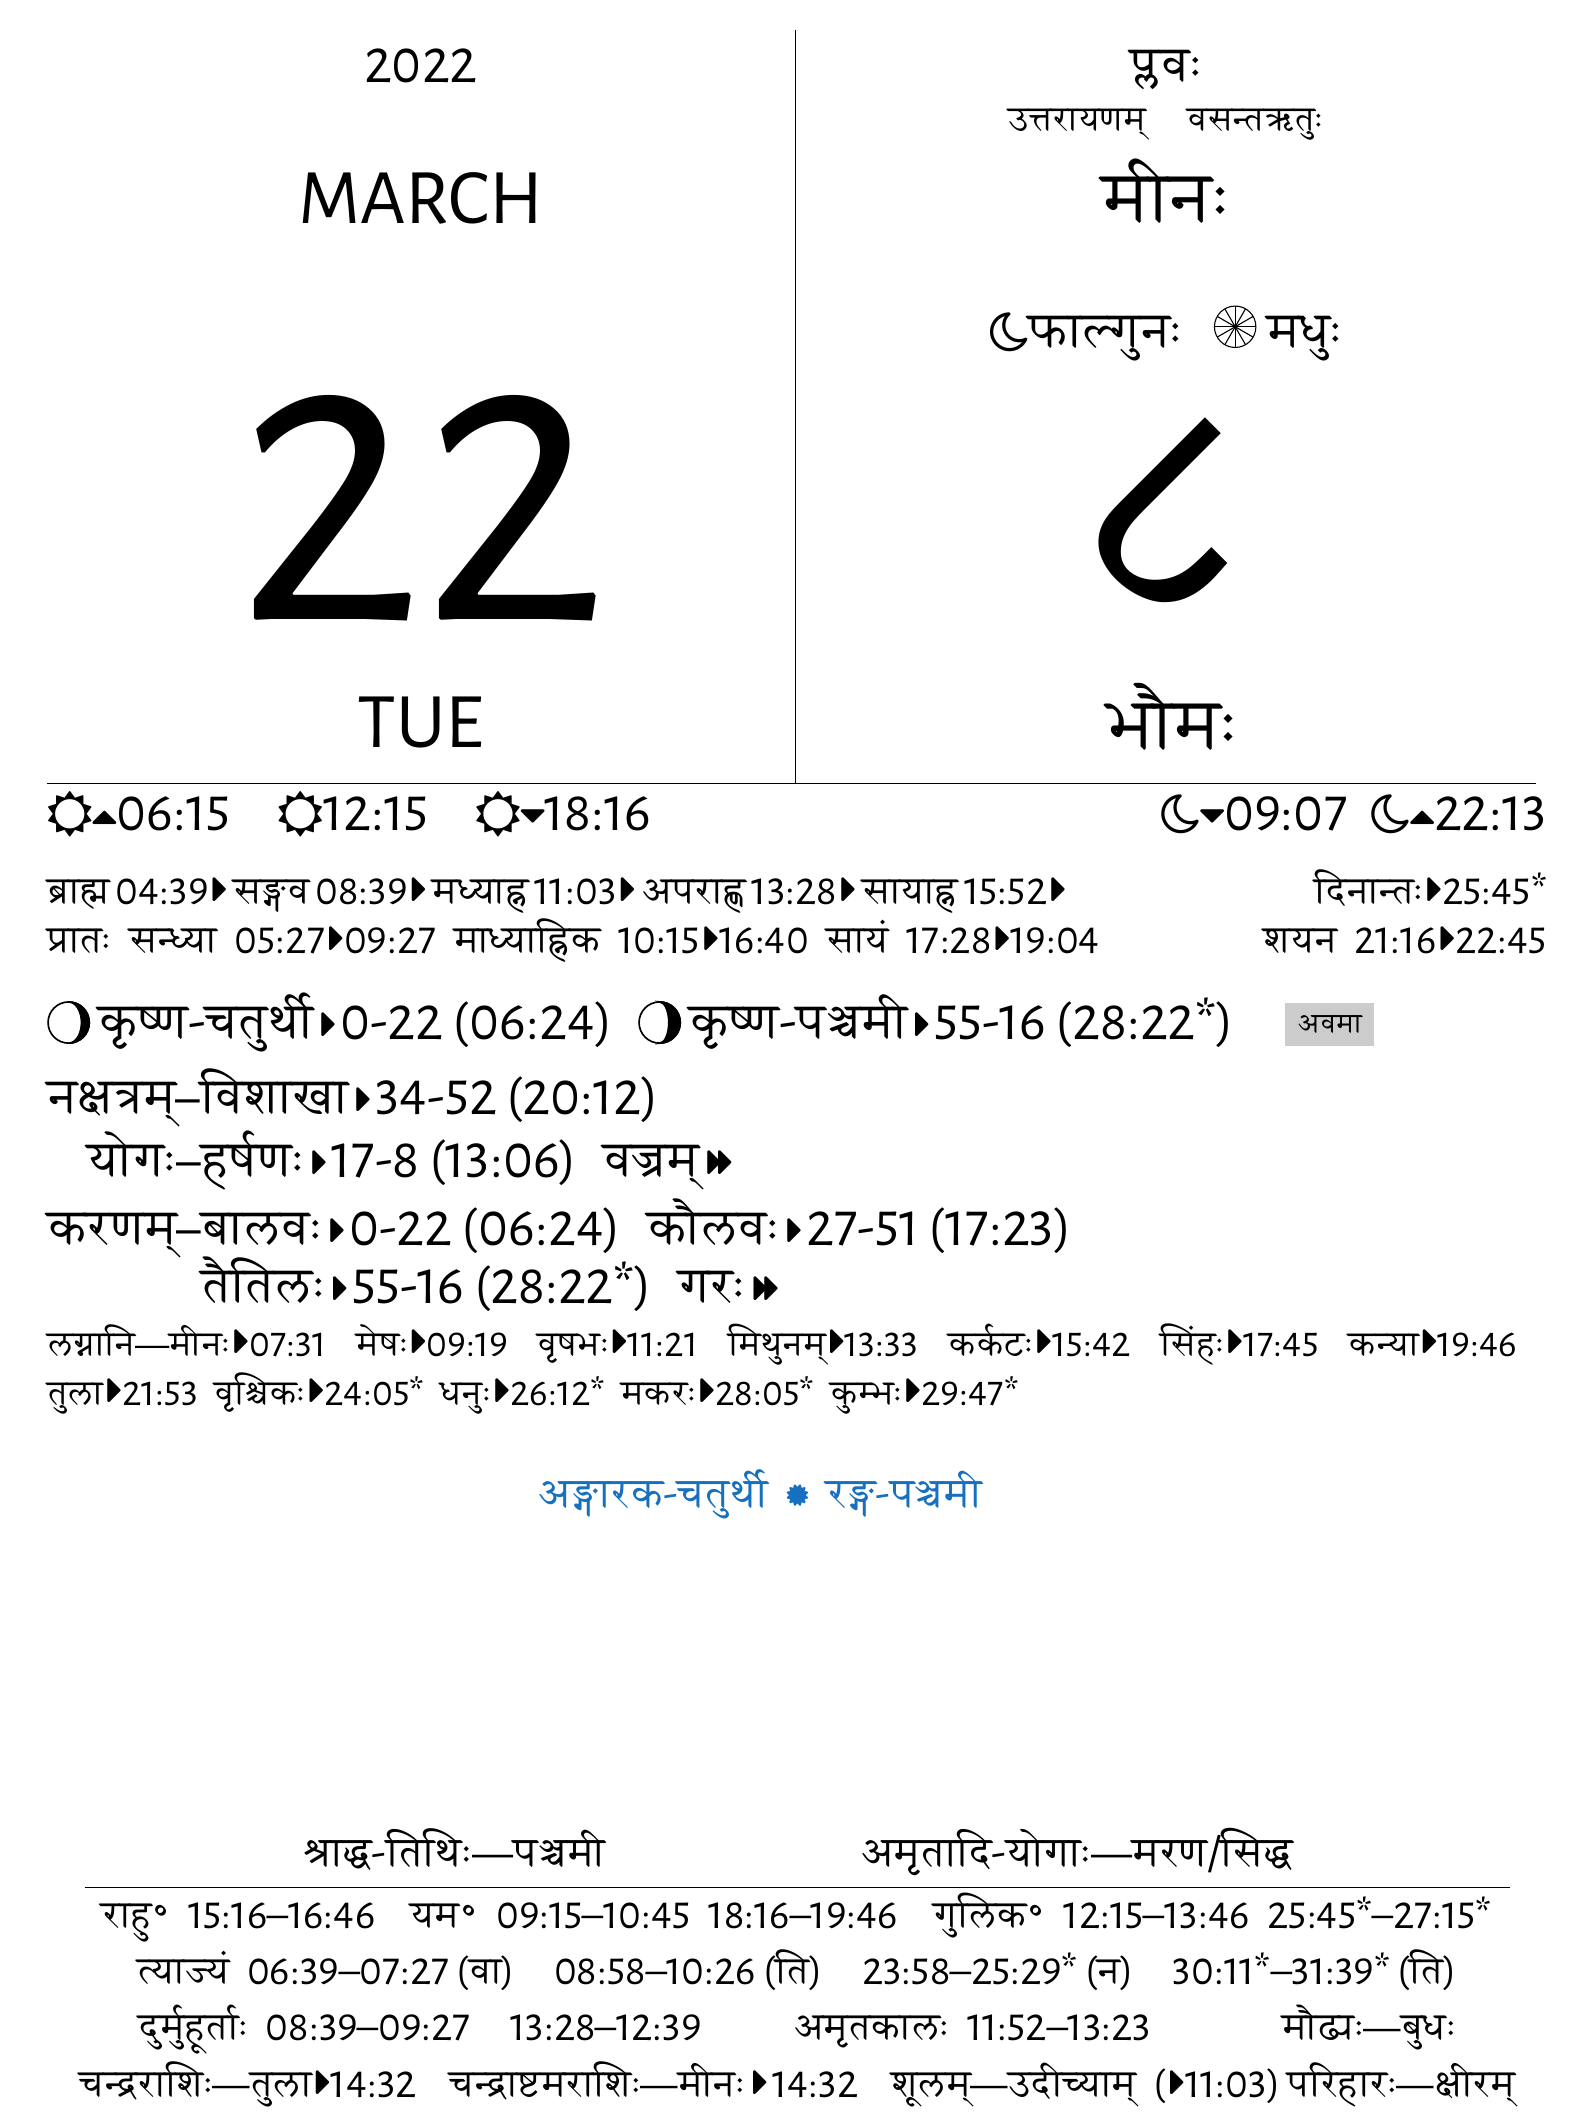 2022
MARCH
22
TUE
प्लवः
उत्तरायणम् वसन्तऋतुः
मीनः
फाल्गुनः मधुः
८
भौमः
06:15 12:15 18:16 09:07 22:13
ब्राह्म 04:39 सङ्गव 08:39 मध्याह्न 11:03 अपराह्ण 13:28 सायाह्न 15:52 दिनान्तः 25:45*
प्रातः सन्ध्या 05:27 09:27 माध्याह्निक 10:15 16:40 सायं 17:28 19:04 शयन 21:16 22:45
कृष्ण-चतुर्थी 0-22 (06:24) कृष्ण-पञ्चमी 55-16 (28:22*) अवमा
नक्षत्रम्–विशाखा 34-52 (20:12)
योगः–हर्षणः 17-8 (13:06) वज्रम्
करणम्–बालवः 0-22 (06:24) कौलवः 27-51 (17:23)
तैतिलः 55-16 (28:22*) गरः
लग्नानि—मीनः 07:31 मेषः 09:19 वृषभः 11:21 मिथुनम् 13:33 कर्कटः 15:42 सिंहः 17:45 कन्या 19:46
तुला 21:53 वृश्चिकः 24:05* धनुः 26:12* मकरः 28:05* कुम्भः 29:47*
अङ्गारक-चतुर्थी रङ्ग-पञ्चमी
श्राद्ध-तिथिः—पञ्चमी अमृतादि-योगाः—मरण/सिद्ध
राहु॰ 15:16–16:46 यम॰ 09:15–10:45 18:16–19:46 गुलिक॰ 12:15–13:46 25:45*–27:15*
त्याज्यं 06:39–07:27 (वा) 08:58–10:26 (ति) 23:58–25:29* (न) 30:11*–31:39* (ति)
दुर्मुहूर्ताः 08:39–09:27 13:28–12:39 अमृतकालः 11:52–13:23 मौढ्यः—बुधः
चन्द्रराशिः—तुला 14:32 चन्द्राष्टमराशिः—मीनः 14:32 शूलम्—उदीच्याम् ( 11:03) परिहारः—क्षीरम्